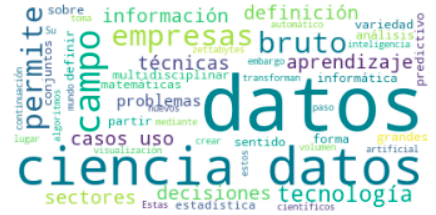 toma
automático
Su
sobre
información
definición
variedad
zettabytes
empresas
análisis
bruto
inteligencia
permite
continuación
conjuntos
mundo
definir
campo
técnicas
embargo
transforman
aprendizaje
predictivo
multidisciplinar
informática
matemáticas
algoritmos
problemas
nuevos
datos
paso
lugar
partir
mediante
casos uso
sentido
forma
grandes
visualización
crear
estos
volumen
artificial
ciencia datos
sectores
decisiones
tecnología
Estas
estadística
científicos